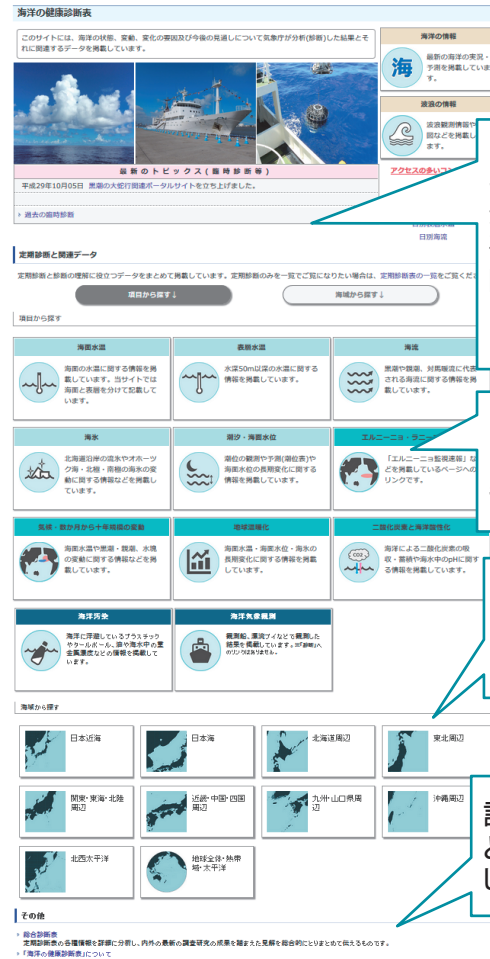 海洋の健康診断表
このサイトには、海洋の状態、変動、変化の要因及び今後の見通しについて気象庁が分析(診断)した結果とそ
れに関連するデータを掲載しています。
海洋の情報
海
最新の海洋の実況・
予測を掲載していま
す。
波浪の情報
波浪観測情報や
図などを掲載し
ます。
最新のトピックス(臨時診断等)
平成29年10月05日 黒潮の大蛇行関連ポータルサイトを立ち上げました。
過去の臨時診断
アクセスの多いコン
日別海流
定期診断と関連データ
定期診断と診断の理解に役立つデータをまとめて掲載しています。定期診断のみを一覧でご覧になりたい場合は、定期診断表の一覧をご覧くだ
項目から探す↓
海域から探す↓
項目から探す
海面水温
海面の水温に関する情報を掲
載しています。当サイトでは
海面と表層を分けて記載して
います。
表層水温
水深50m以深の水温に関する
情報を掲載しています。
海流
黒潮や親潮、対馬暖流に代表
される海流に関する情報を掲
載しています。
海氷
北海道沿岸の流氷やオホーツ
ク海・北極・南極の海氷の変
動に関する情報などを掲載し
ています。
潮汐・海面水位
潮位の観測や予測(潮位表)や
海面水位の長期変化に関する
情報を掲載しています。
エルニーニョ・ラニー
「エルニーニョ監視速報」な
どを掲載しているページへの
リンクです。
気候・数か月から十年規模の変動
海面水温や黒潮・親潮、水塊
の変動に関する情報などを掲
載しています。
地球温暖化
海面水温・海面水位・海氷の
長期変化に関する情報を掲載
しています。
二酸化炭素と海洋酸性化
CO2
海洋による二酸化炭素の吸
収・蓄積や海水中のpHに関す
る情報を掲載しています。
海洋汚染
海洋に浮遊しているプラスチック
やタールボール、油や海水中の重
金属濃度などの情報を掲載して
います。
海洋気象観測
観測船、漂流ブイなどで観測した
結果を掲載しています。※「診断」へ
のリンクはありません。
海域から探す
日本近海
日本海
北海道周辺
東北周辺
関東・東海・北陸
周辺
近畿・中国・四国
周辺
九州・山口県周
辺
沖縄周辺
北西太平洋
地球全体・熱帯
域・太平洋
その他
総合診断表
定期診断表の各種情報を詳細に分析し、内外の最新の調査研究の成果を踏まえた見解を総合的にとりまとめて伝えるものです。
「海洋の健康診断表」について